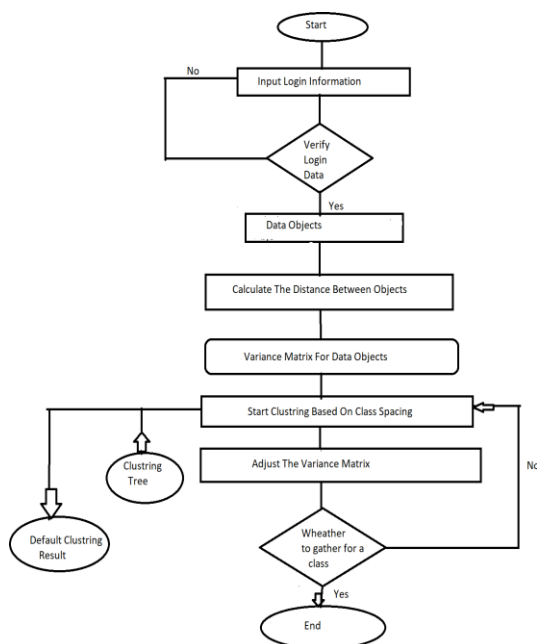 Start
No
Input Login Information
Verify
Login
Data
Yes
Data Objects
Calculate The Distance Between Objects
Variance Matrix For Data Objects
Start Clustring Based On Class Spacing
Clustring
Tree
Adjust The Variance Matrix
No
Default Clustring
Result
Wheather
to gather for a
class
Yes
End